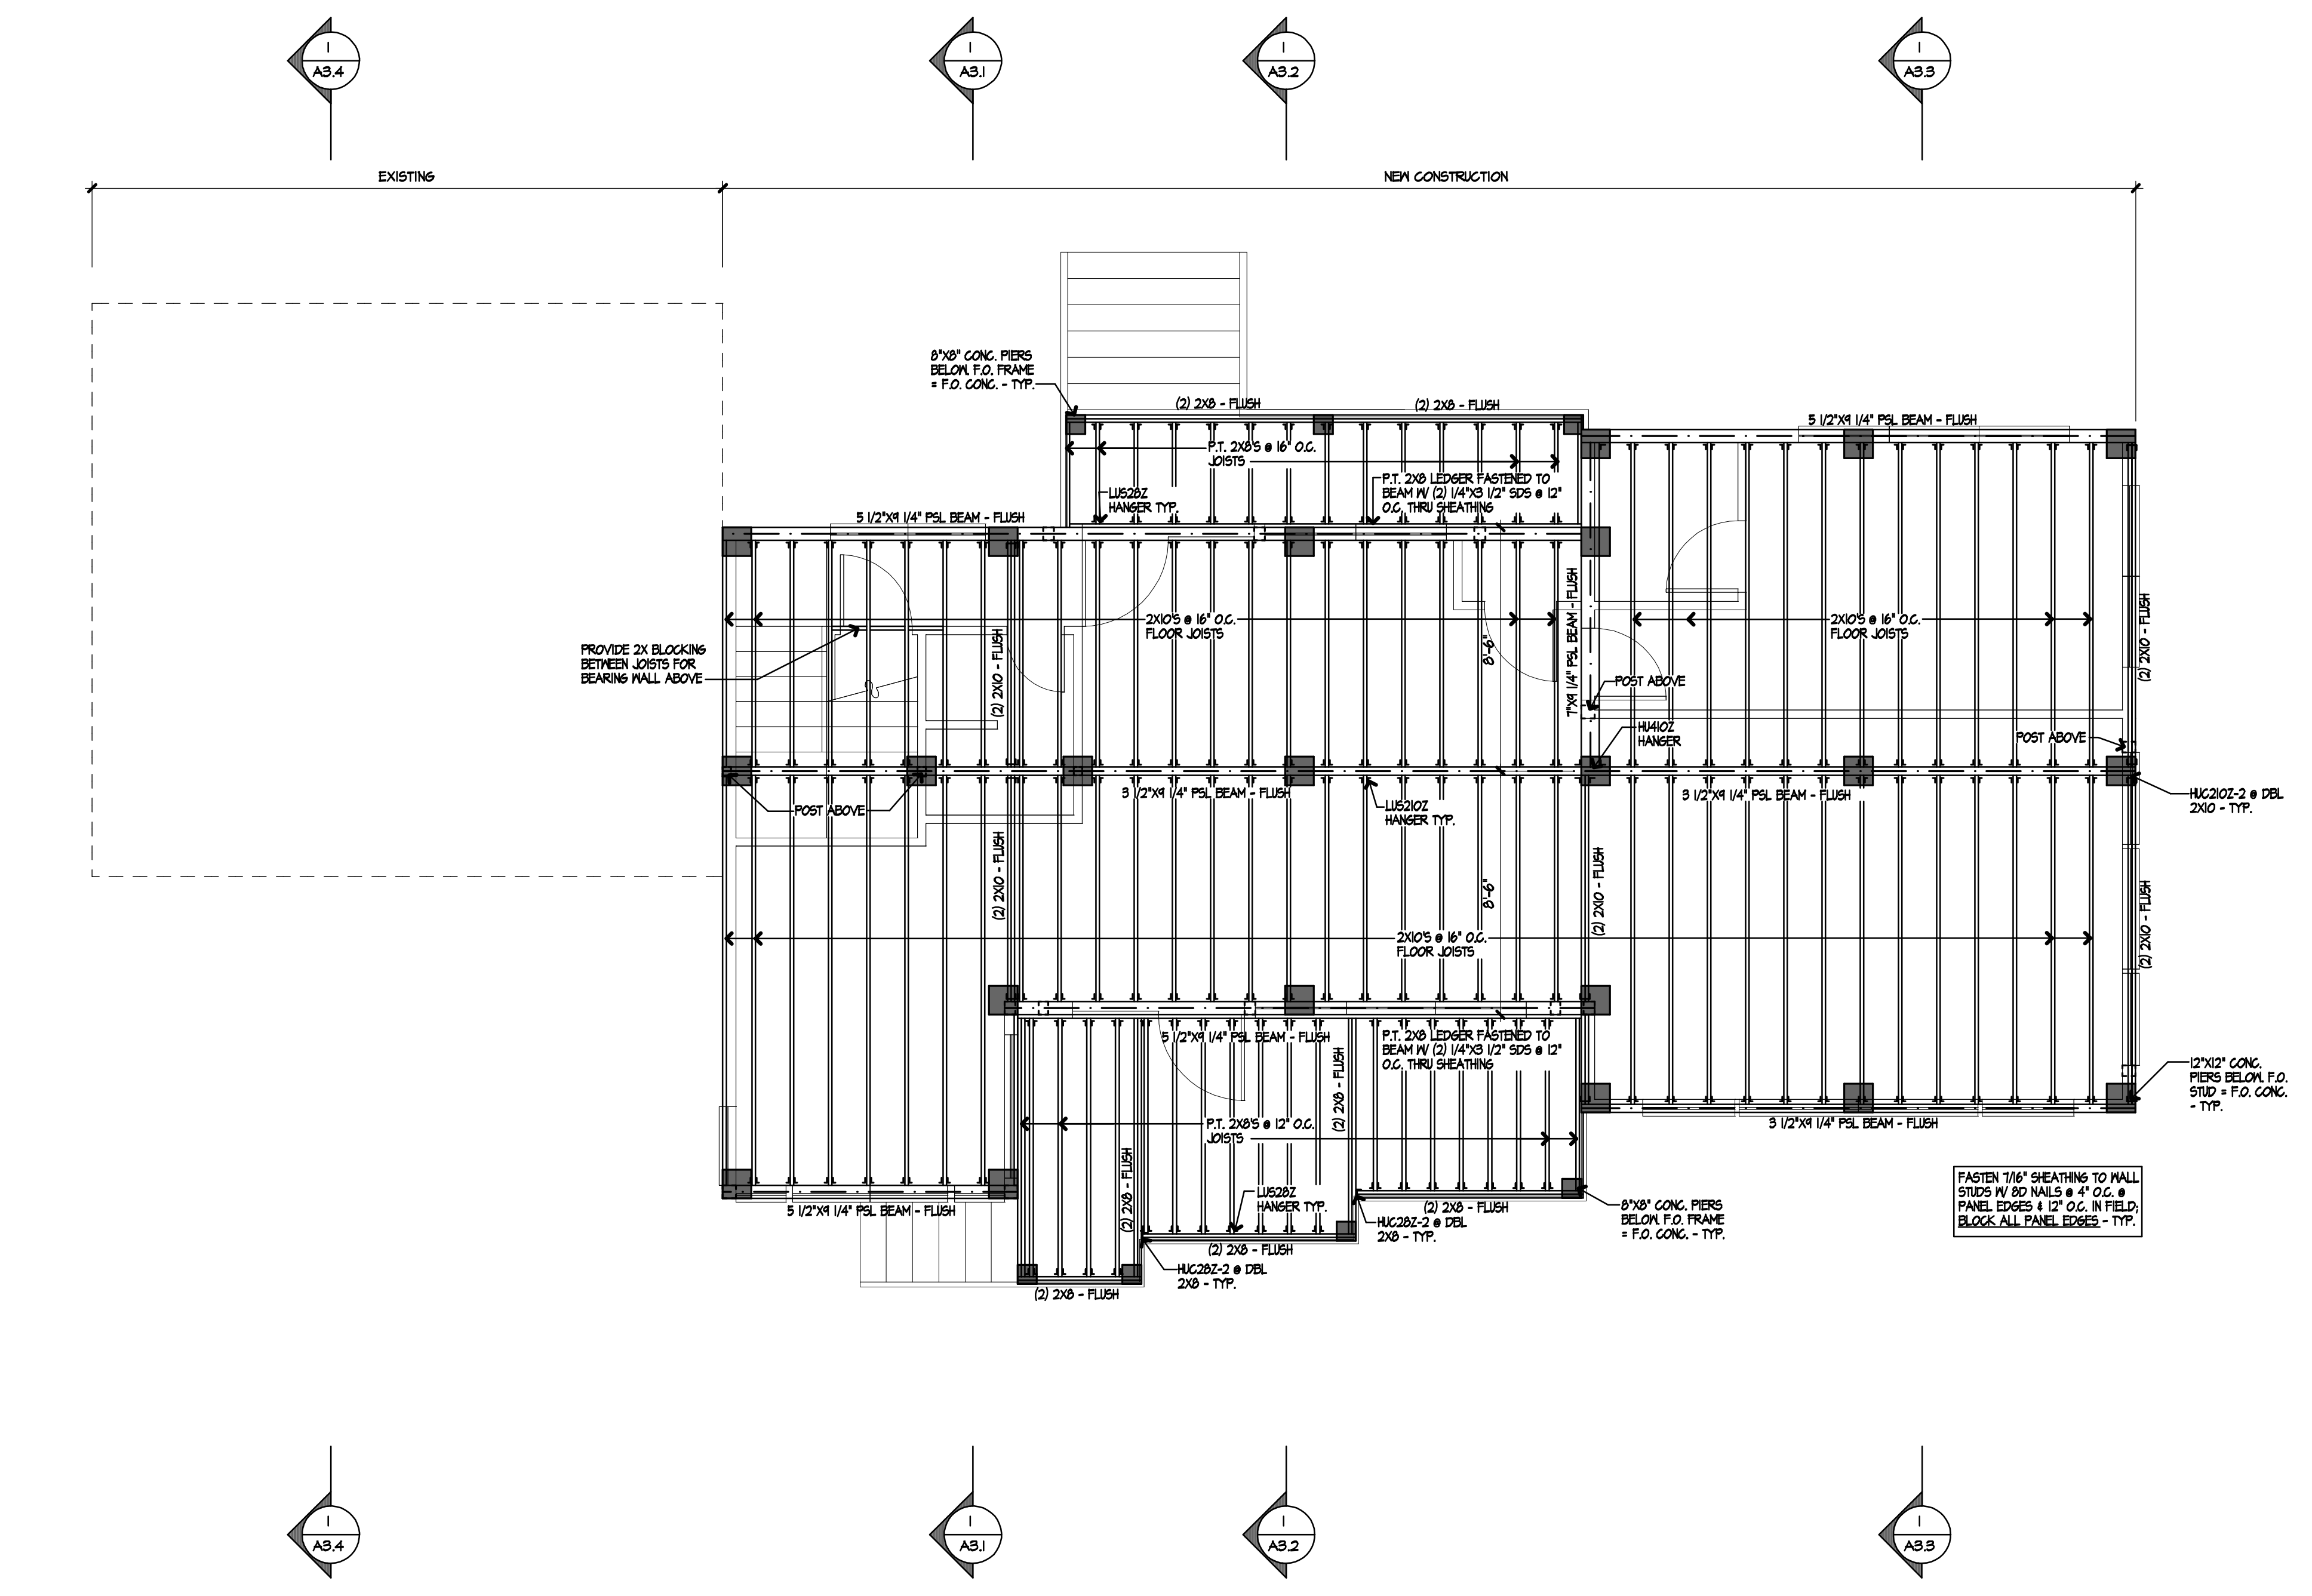 1
A3.4
1
A3.1
1
A3.2
1
A3.3
EXISTING
NEW CONSTRUCTION
8"X8" CONC. PIERS
BELOW. F.O. FRAME
= F.O. CONC. - TYP.
(2) 2X8 - FLUSH
(2) 2X8 - FLUSH
5 1/2"X9 1/4" PSL BEAM - FLUSH
P.T. 2X8'S @ 16" O.C.
JOISTS
LUS28Z
HANGER TYP.
P.T. 2X8 LEDGER FASTENED TO
BEAM W/ (2) 1/4"X3 1/2" SDS @ 12"
O.C. THRU SHEATHING
5 1/2"X9 1/4" PSL BEAM - FLUSH
2X10'S @ 16" O.C.
FLOOR JOISTS
2X10'S @ 16" O.C.
FLOOR JOISTS
PROVIDE 2X BLOCKING
BETWEEN JOISTS FOR
BEARING WALL ABOVE
(2) 2X10 - FLUSH
8'-6"
7"X9 1/4" PSL BEAM - FLUSH
(2) 2X10 - FLUSH
POST ABOVE
HU410Z
HANGER
POST ABOVE
POST ABOVE
3 1/2"X9 1/4" PSL BEAM - FLUSH
LUS210Z
HANGER TYP.
3 1/2"X9 1/4" PSL BEAM - FLUSH
HUC210Z-2 @ DBL
2X10 - TYP.
(2) 2X10 - FLUSH
8'-6"
(2) 2X10 - FLUSH
(2) 2X10 - FLUSH
2X10'S @ 16" O.C.
FLOOR JOISTS
5 1/2"X9 1/4" PSL BEAM - FLUSH
P.T. 2X8 LEDGER FASTENED TO
BEAM W/ (2) 1/4"X3 1/2" SDS @ 12"
O.C. THRU SHEATHING
(2) 2X8 - FLUSH
12"X12" CONC.
PIERS BELOW. F.O.
STUD = F.O. CONC.
- TYP.
P.T. 2X8'S @ 12" O.C.
JOISTS
3 1/2"X9 1/4" PSL BEAM - FLUSH
(2) 2X8 - FLUSH
LUS28Z
HANGER TYP.
5 1/2"X9 1/4" PSL BEAM - FLUSH
(2) 2X8 - FLUSH
HUC28Z-2 @ DBL
2X8 - TYP.
8"X8" CONC. PIERS
BELOW. F.O. FRAME
= F.O. CONC. - TYP.
FASTEN 7/16" SHEATHING TO WALL
STUDS W/ 8D NAILS @ 4" O.C. @
PANEL EDGES & 12" O.C. IN FIELD;
BLOCK ALL PANEL EDGES - TYP.
(2) 2X8 - FLUSH
HUC28Z-2 @ DBL
2X8 - TYP.
(2) 2X8 - FLUSH
1
A3.4
1
A3.1
1
A3.2
1
A3.3